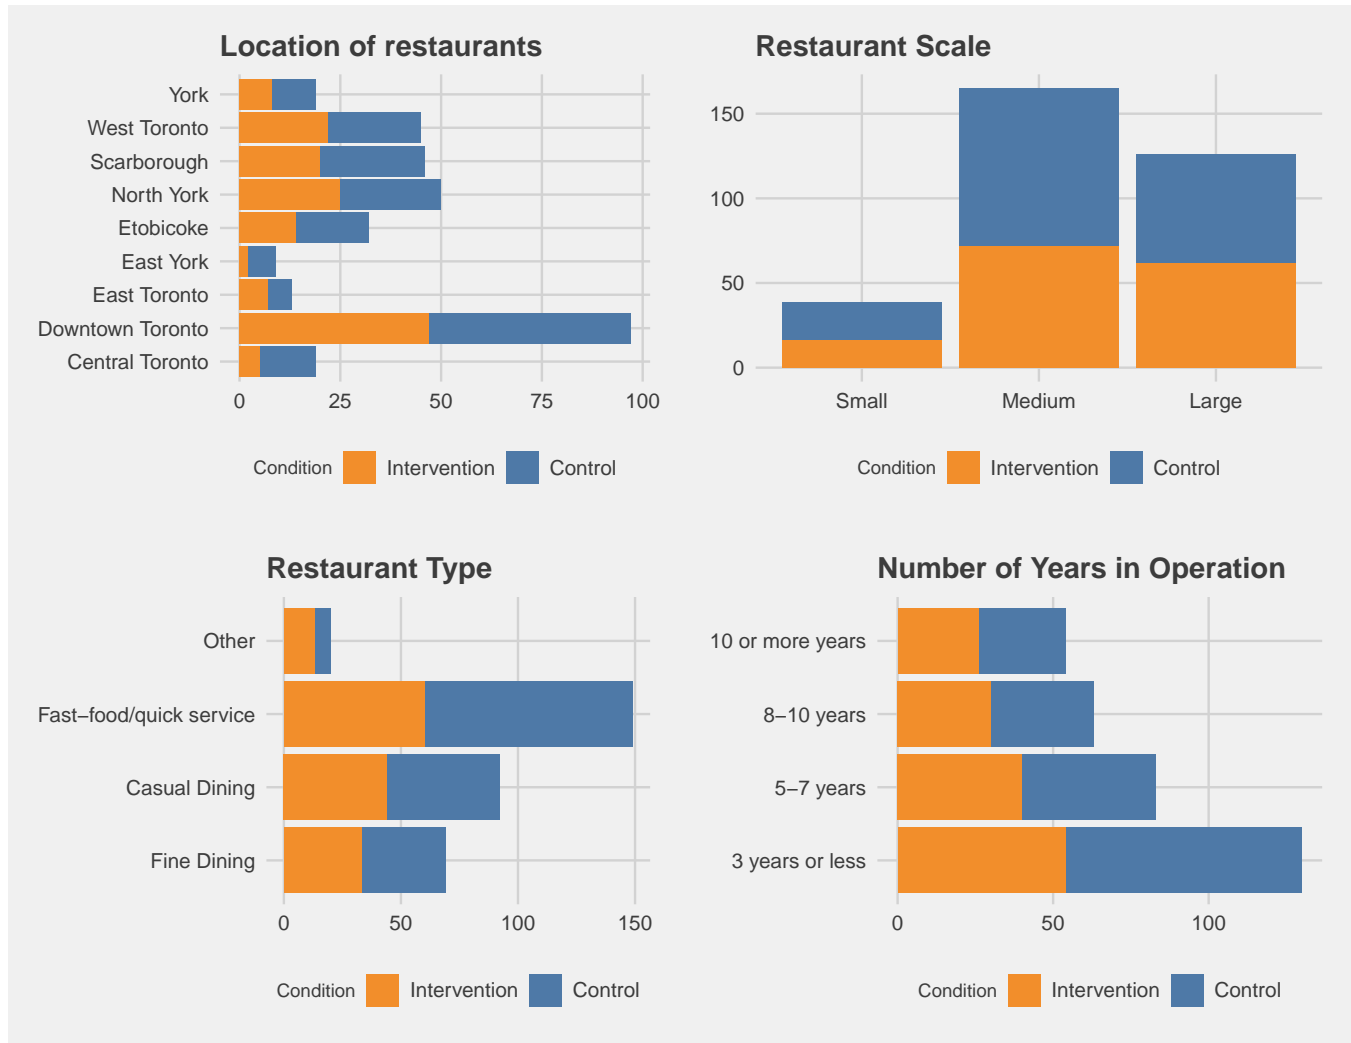 Location of restaurants
York
West Toronto
Scarborough
North York
Etobicoke
East York
East Toronto
Downtown Toronto
Central Toronto
0 25 50 75 100
Condition Intervention Control
Restaurant Scale
150
100
50
0
Small Medium Large
Condition Intervention Control
Restaurant Type
Other
Fast–food/quick service
Casual Dining
Fine Dining
0 50 100 150
Condition Intervention Control
Number of Years in Operation
10 or more years
8–10 years
5–7 years
3 years or less
0 50 100
Condition Intervention Control